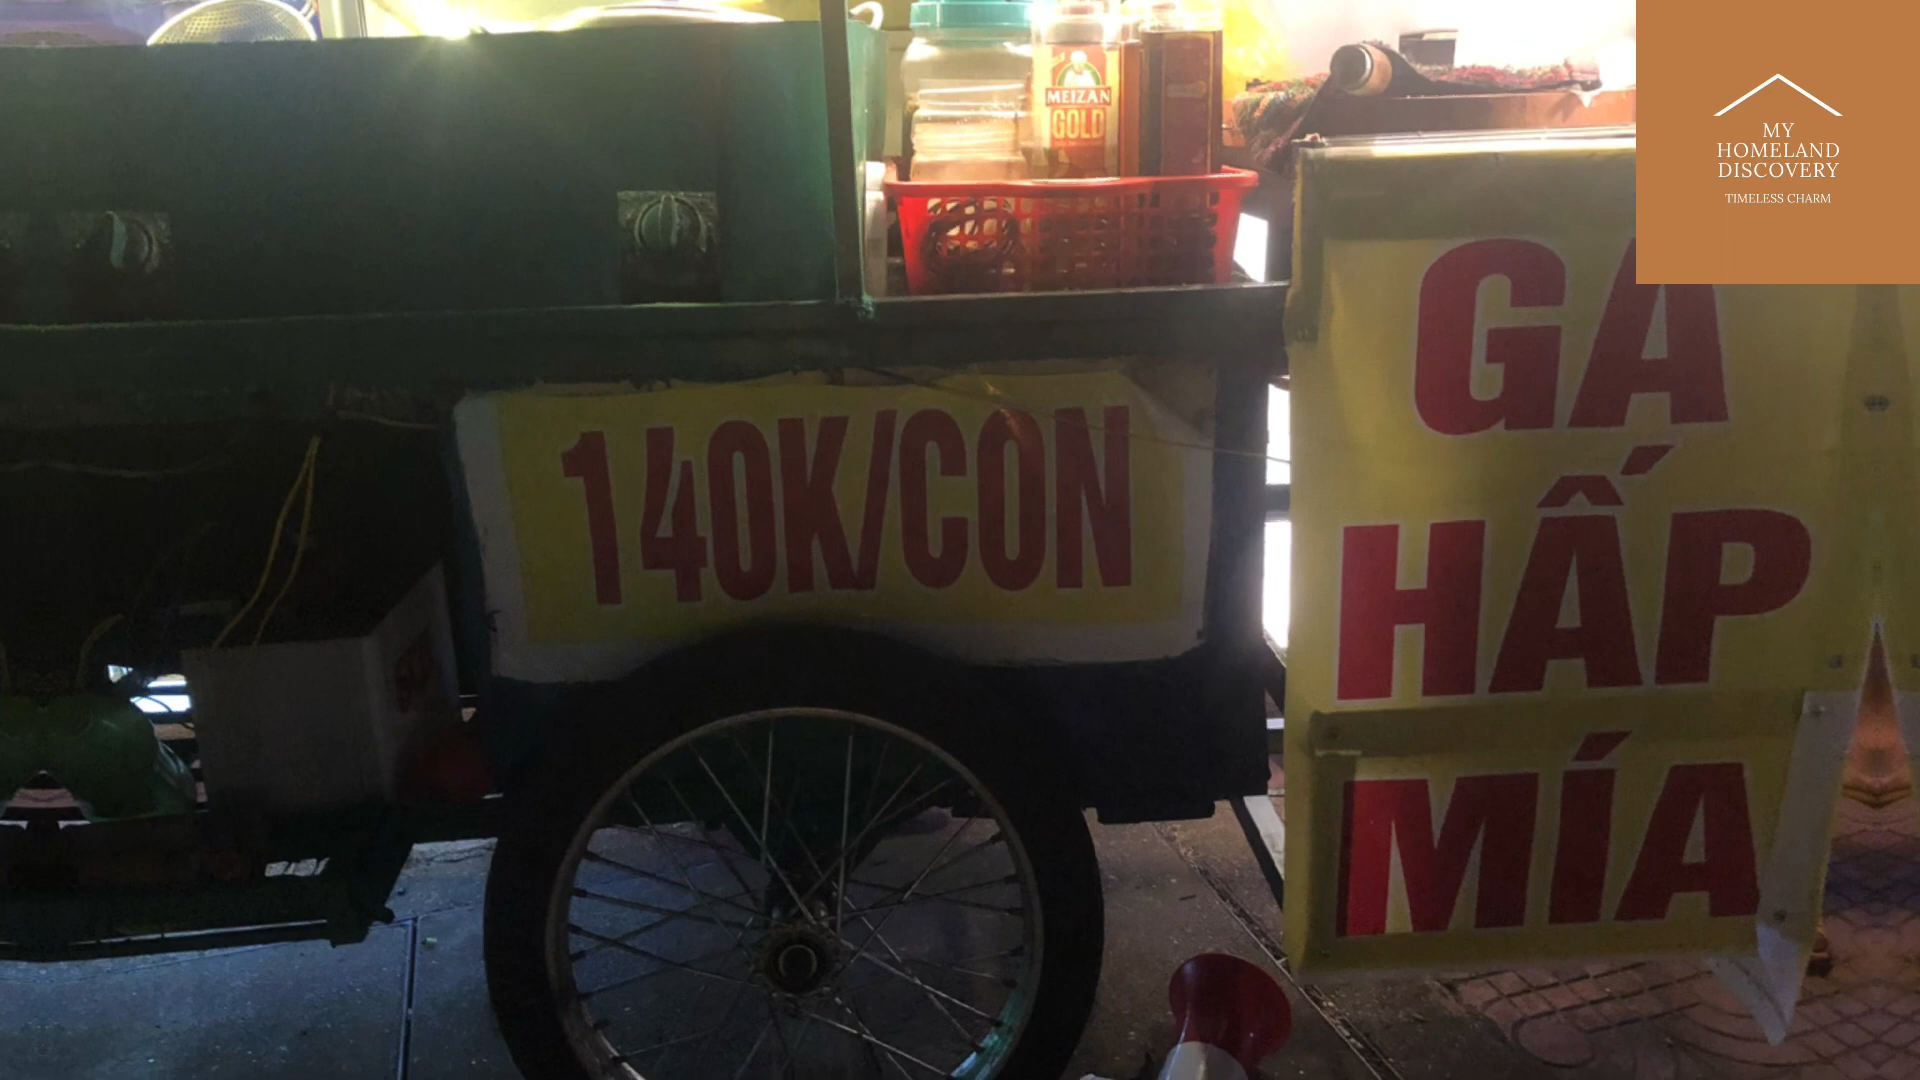 MEIZAN
GOLD
140K/CON
GÀ
HẤP
MÍA
MY
HOMELAND
DISCOVERY
TIMELESS CHARM